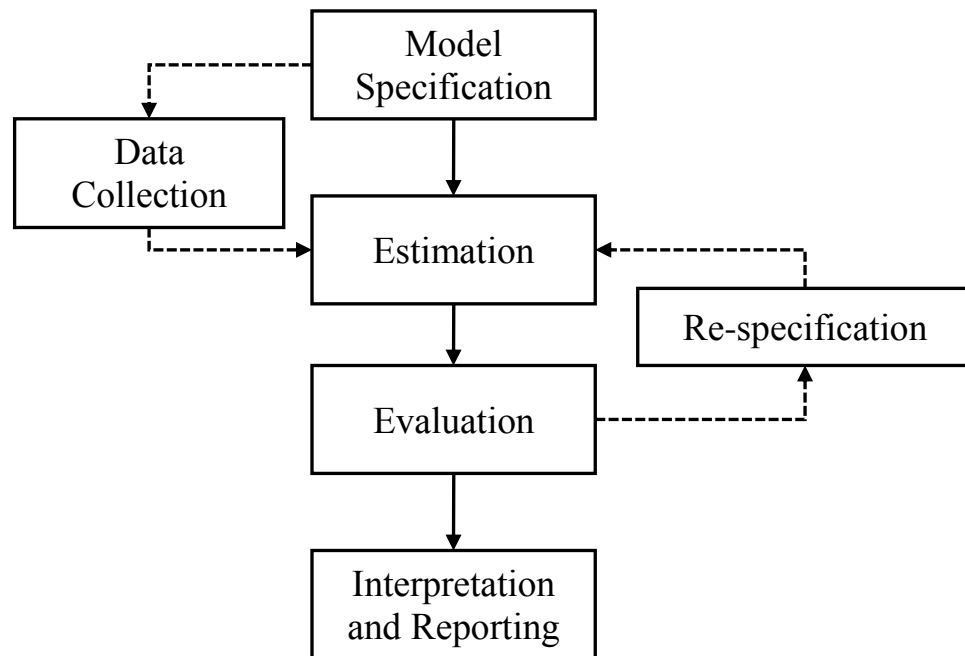 Model
Specification
Data
Collection
Estimation
Re-specification
Evaluation
Interpretation
and Reporting